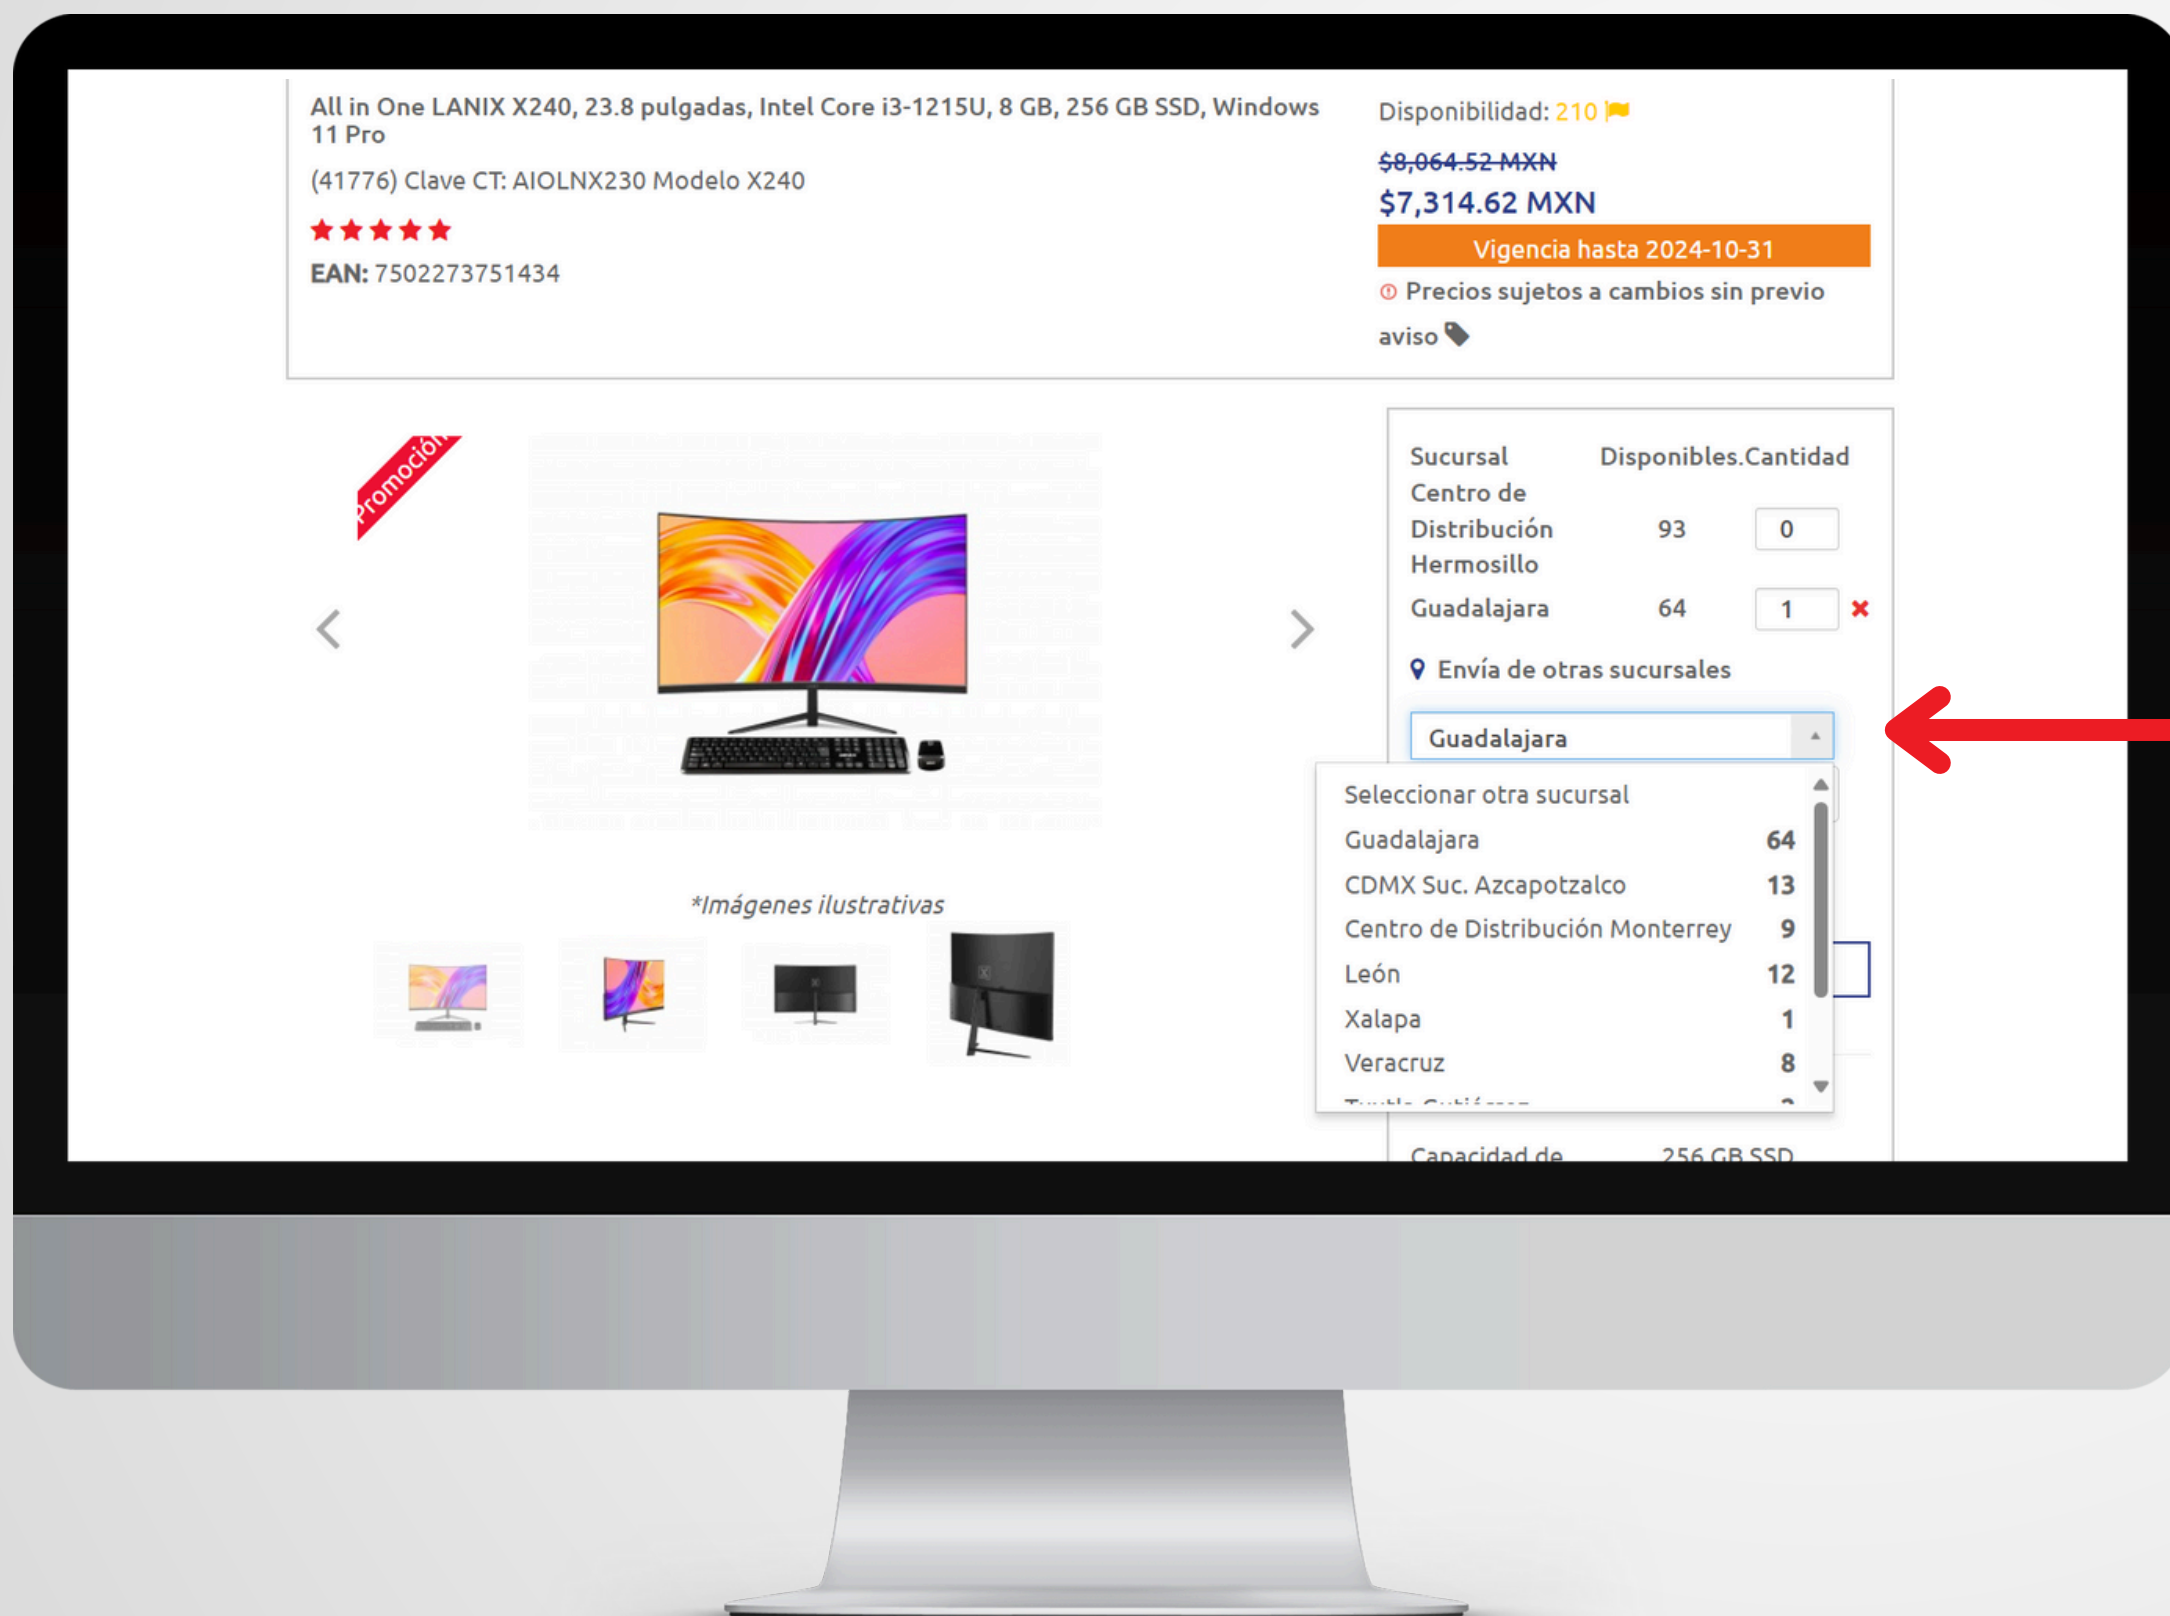 All in One LANIX X240, 23.8 pulgadas, Intel Core i3-1215U, 8 GB, 256 GB SSD, Windows
11 Pro
(41776) Clave CT: AIOLNX230 Modelo X240
EAN: 7502273751434
Disponibilidad: 210
$8,064.52 MXN
$7,314.62 MXN
Vigencia hasta 2024-10-31
Precios sujetos a cambios sin previo
aviso
Promoción
*Imágenes ilustrativas
Sucursal Disponibles.Cantidad
Centro de
Distribución 93 0
Hermosillo
Guadalajara 64 1
Envía de otras sucursales
Guadalajara
Seleccionar otra sucursal
Guadalajara 64
CDMX Suc. Azcapotzalco 13
Centro de Distribución Monterrey 9
León 12
Xalapa 1
Veracruz 8
Capacidad de 256 GB SSD